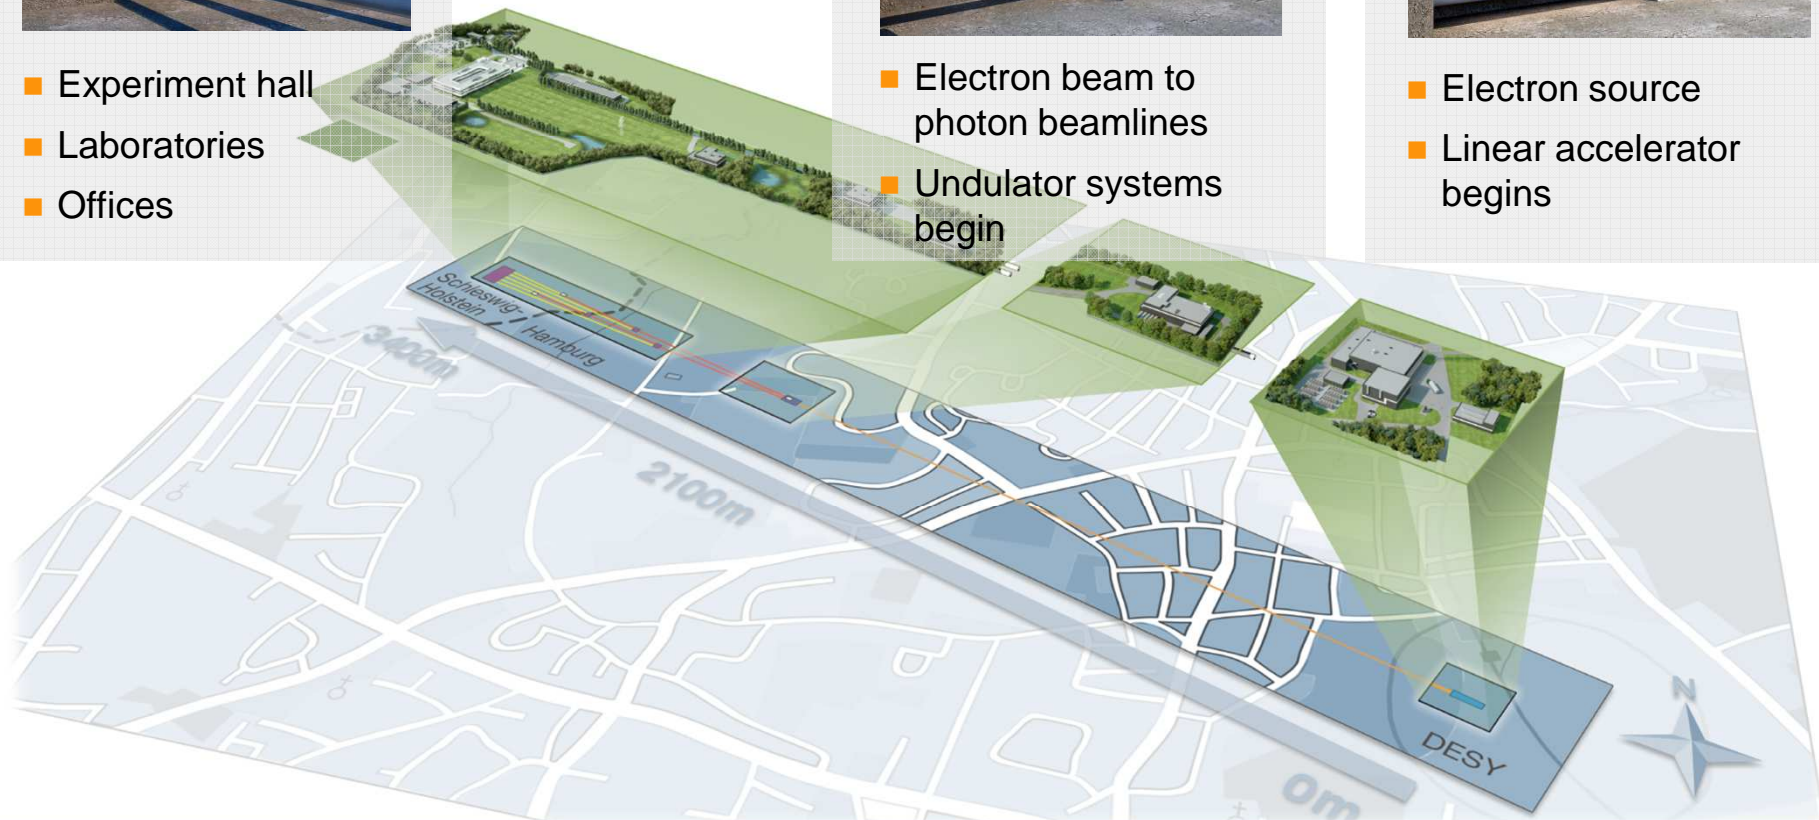 Experiment hall
Laboratories
Offices
Electron beam to
photon beamlines
Undulator systems
begin
Electron source
Linear accelerator
begins
Schleswig-
Holstein
Hamburg
3400m
2100m
0m
DESY
N